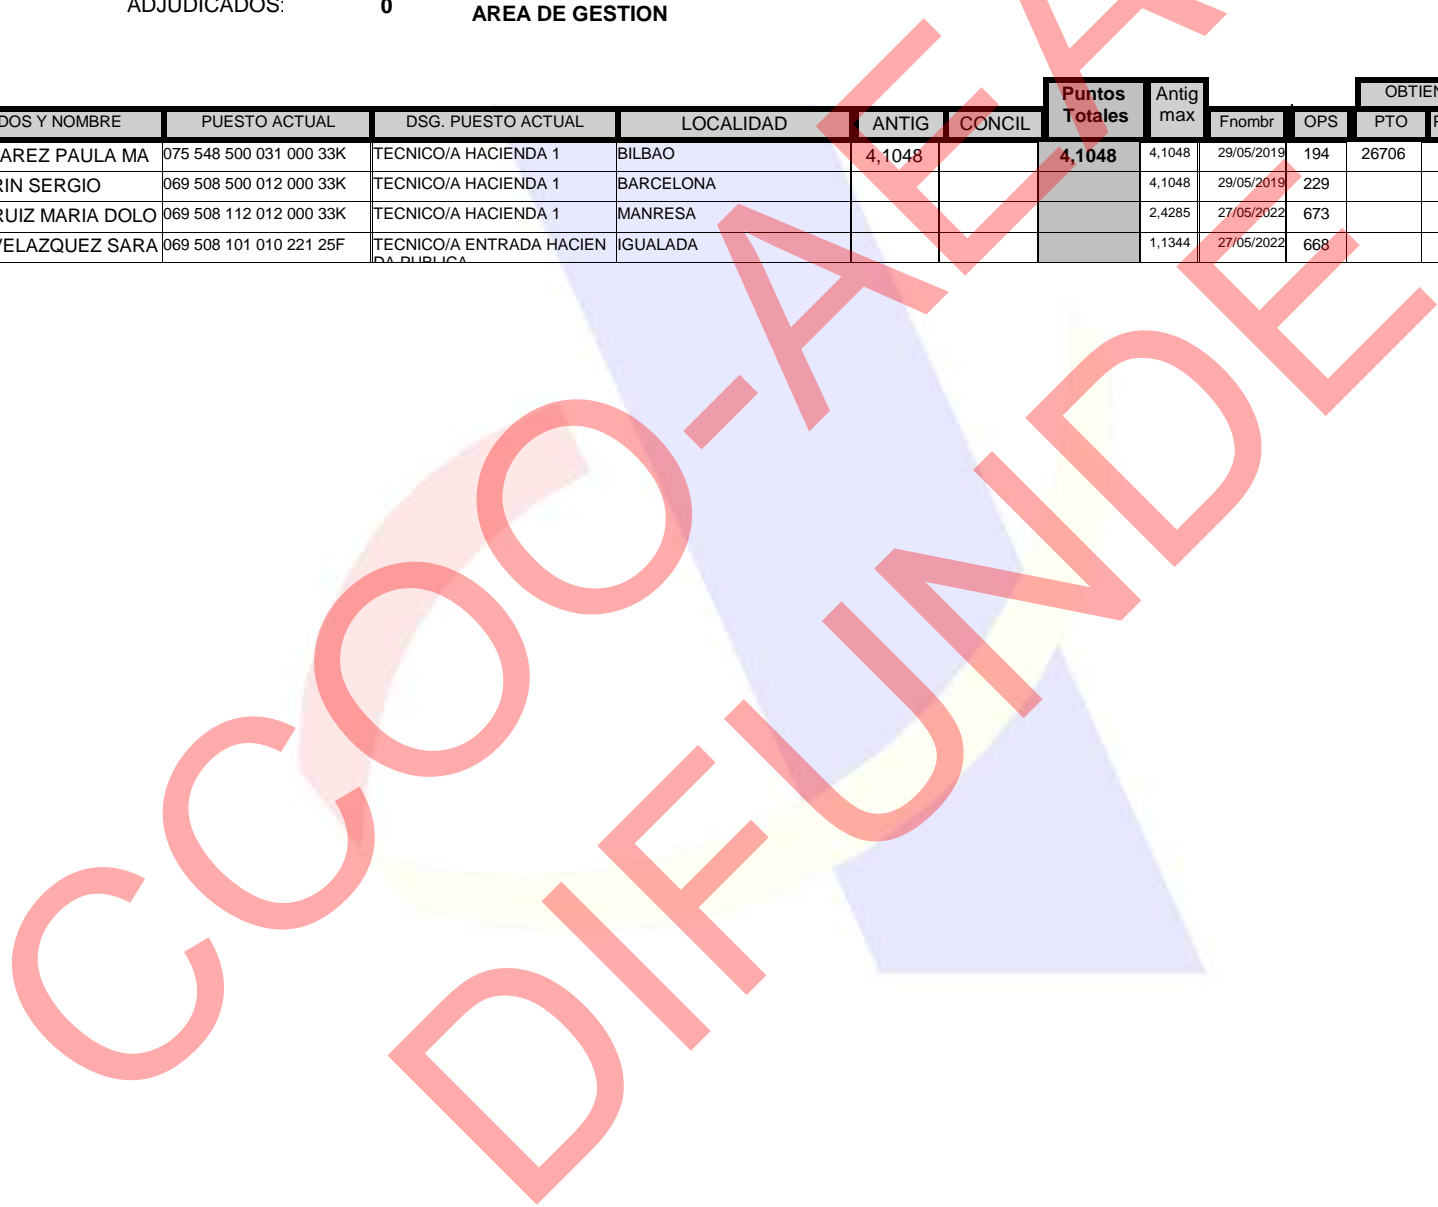 ADJUDICADOS: 0 AREA DE GESTION
Puntos Totales Antig max OBTIEN
DOS Y NOMBRE PUESTO ACTUAL DSG. PUESTO ACTUAL LOCALIDAD ANTIG CONCIL Fnombr OPS PTO
AREZ PAULA MA 075 548 500 031 000 33K TECNICO/A HACIENDA 1 BILBAO 4,1048 4,1048 4,1048 29/05/2019 194 26706
RIN SERGIO 069 508 500 012 000 33K TECNICO/A HACIENDA 1 BARCELONA 4,1048 29/05/2019 229
RUIZ MARIA DOLO 069 508 112 012 000 33K TECNICO/A HACIENDA 1 MANRESA 2,4285 27/05/2022 673
VELAZQUEZ SARA 069 508 101 010 221 25F TECNICO/A ENTRADA HACIEN IGUALADA 1,1344 27/05/2022 668
DA PUBLICA
CCOO-AEA
DIFUNDE